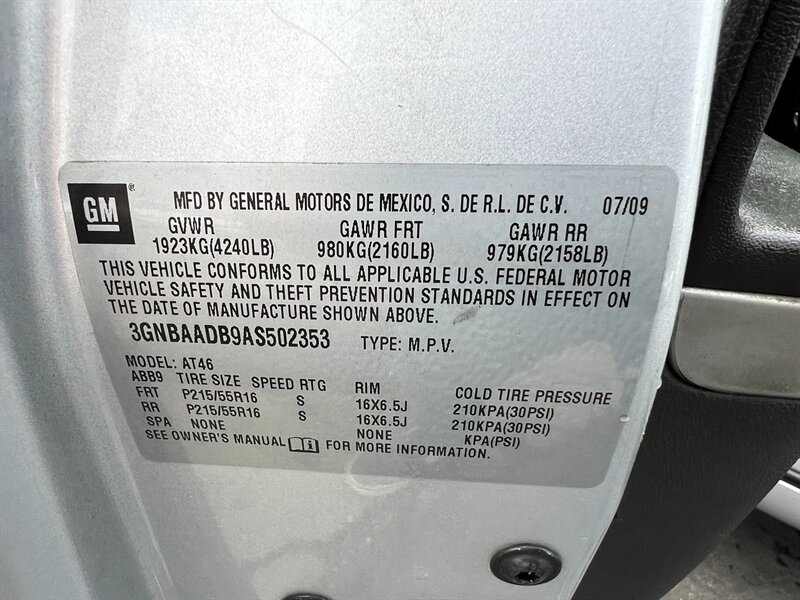 GM ® MFD BY GENERAL MOTORS DE MEXICO, S. DE R.L. DE C.V. 07/09
GVWR GAWR FRT GAWR RR
1923KG(4240LB) 980KG(2160LB) 979KG(2158LB)
THIS VEHICLE CONFORMS TO ALL APPLICABLE U.S. FEDERAL MOTOR
VEHICLE SAFETY AND THEFT PREVENTION STANDARDS IN EFFECT ON
THE DATE OF MANUFACTURE SHOWN ABOVE.
3GNBAADB9AS502353 TYPE: M.P.V.
MODEL: AT46
ABB9 TIRE SIZE SPEED RTG RIM COLD TIRE PRESSURE
FRT P215/55R16 S 16X6.5J 210KPA(30PSI)
RR P215/55R16 S 16X6.5J 210KPA(30PSI)
SPA NONE NONE KPA(PSI)
SEE OWNER'S MANUAL FOR MORE INFORMATION.